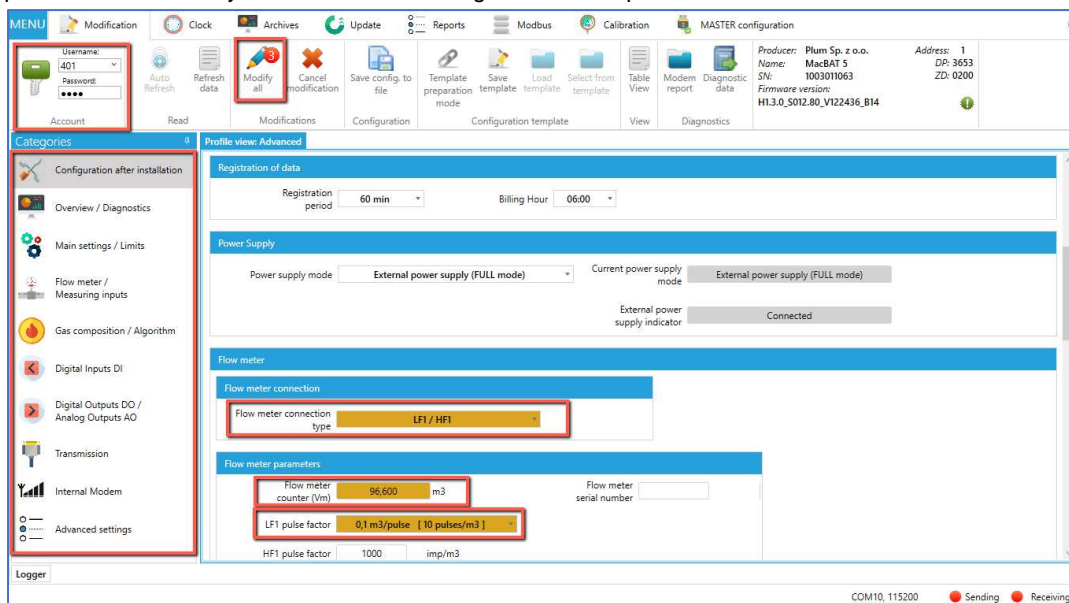 MENU Modification Clock Archives Update Reports Modbus Calibration MASTER configuration
Username:
401
Password:
Account
Auto Refresh
Refresh data
Read
3
Modify all
Cancel modification
Modifications
Save config. to file
Configuration
Template preparation mode
Save template
Load template
Select from template
Configuration template
Table View
View
Modem report
Diagnostic data
Diagnostics
Producer: Plum Sp. z o.o.
Name: MacBAT 5
SN: 1003011063
Firmware version:
H1.3.0_S012.80_V122436_B14
Address: 1
DP: 3653
ZD: 0200
Categories
Configuration after installation
Overview / Diagnostics
Main settings / Limits
Flow meter /
Measuring inputs
Gas composition / Algorithm
Digital Inputs DI
Digital Outputs DO /
Analog Outputs AO
Transmission
Internal Modem
Advanced settings
Profile view: Advanced
Registration of data
Registration period 60 min Billing Hour 06:00
Power Supply
Power supply mode External power supply (FULL mode) Current power supply mode External power supply (FULL mode)
External power supply indicator Connected
Flow meter
Flow meter connection
Flow meter connection type LF1 / HF1
Flow meter parameters
Flow meter counter (Vm) 96,600 m3 Flow meter serial number
LF1 pulse factor 0,1 m3/pulse [ 10 pulses/m3 ]
HF1 pulse factor 1000 imp/m3
Logger
COM10, 115200 Sending Receiving